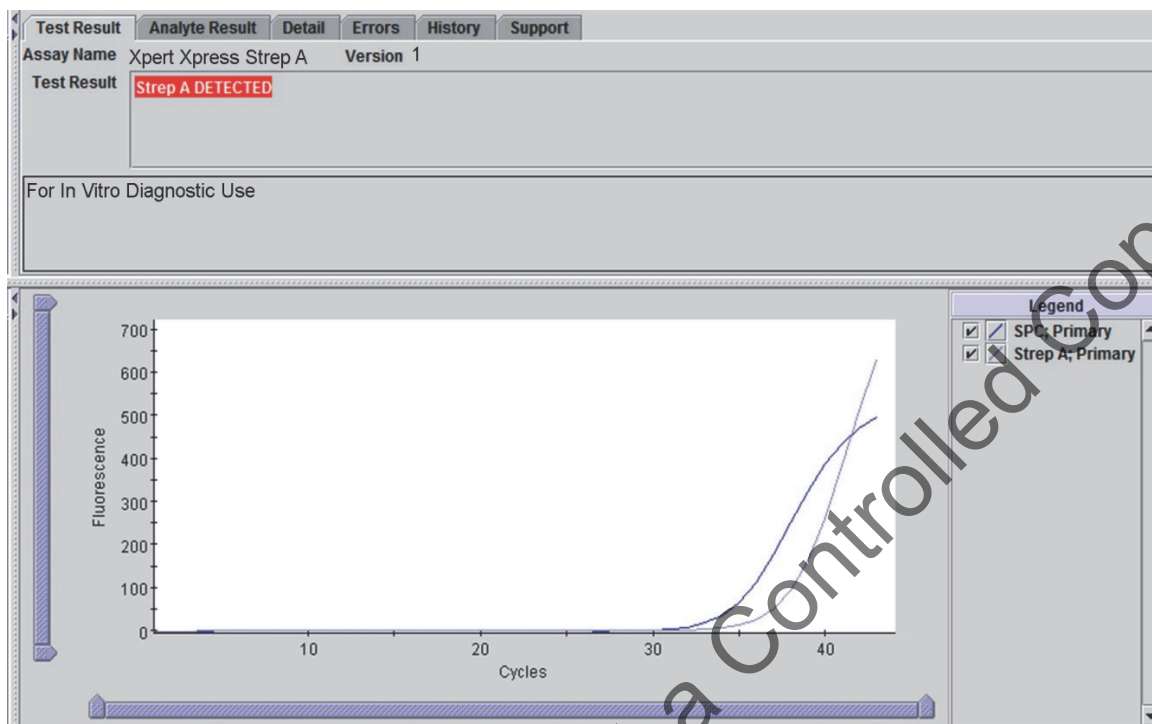 Test Result Analyte Result Detail Errors History Support
Assay Name Xpert Xpress Strep A Version 1
Test Result Strep A DETECTED
For In Vitro Diagnostic Use
Legend
SPC; Primary
Strep A; Primary
700
600
500
400
300
200
100
0
Fluorescence
10 20 30 40
Cycles
a Controlled Cop